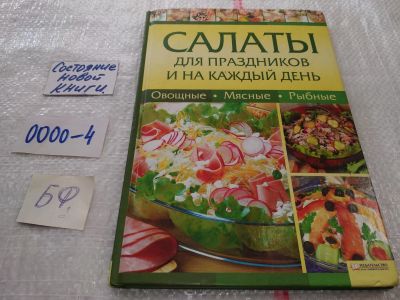 Состояние
новой
книги.
0000-4
БФ
САЛАТЫ
ДЛЯ ПРАЗДНИКОВ
И НА КАЖДЫЙ ДЕНЬ
Овощные • Мясные • Рыбные